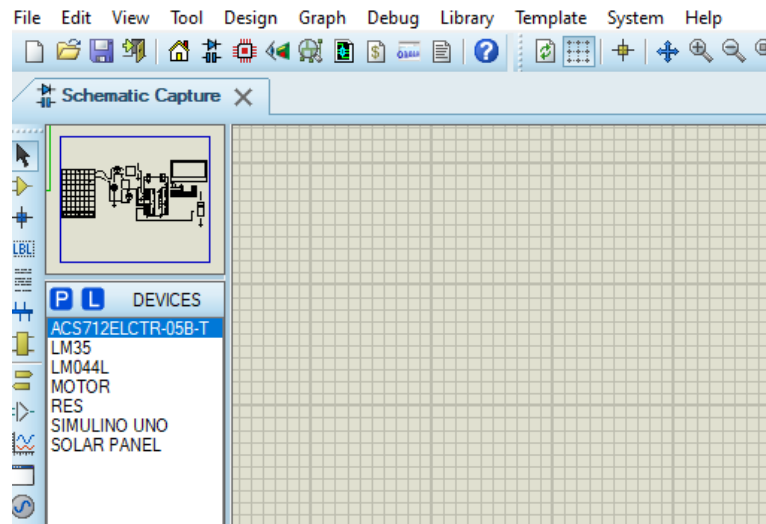 File Edit View Tool Design Graph Debug Library Template System Help
$
?
Schematic Capture
LBL
P L DEVICES
ACS712ELCTR-05B-T
LM35
LM044L
MOTOR
RES
SIMULINO UNO
SOLAR PANEL